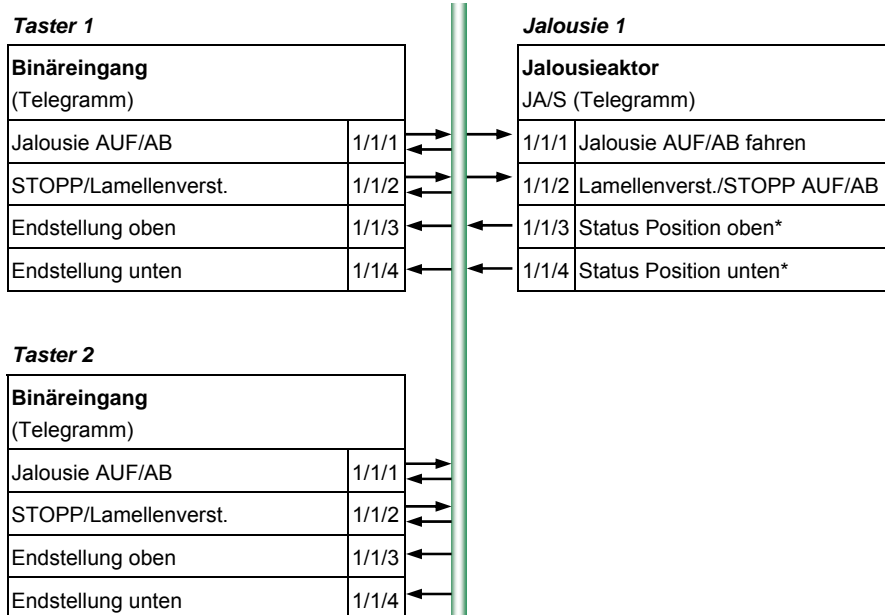 Taster 1
Binäreingang
(Telegramm)
Jalousie AUF/AB 1/1/1
STOPP/Lamellenverst. 1/1/2
Endstellung oben 1/1/3
Endstellung unten 1/1/4
Jalousie 1
Jalousieaktor
JA/S (Telegramm)
1/1/1 Jalousie AUF/AB fahren
1/1/2 Lamellenverst./STOPP AUF/AB
1/1/3 Status Position oben*
1/1/4 Status Position unten*
Taster 2
Binäreingang
(Telegramm)
Jalousie AUF/AB 1/1/1
STOPP/Lamellenverst. 1/1/2
Endstellung oben 1/1/3
Endstellung unten 1/1/4